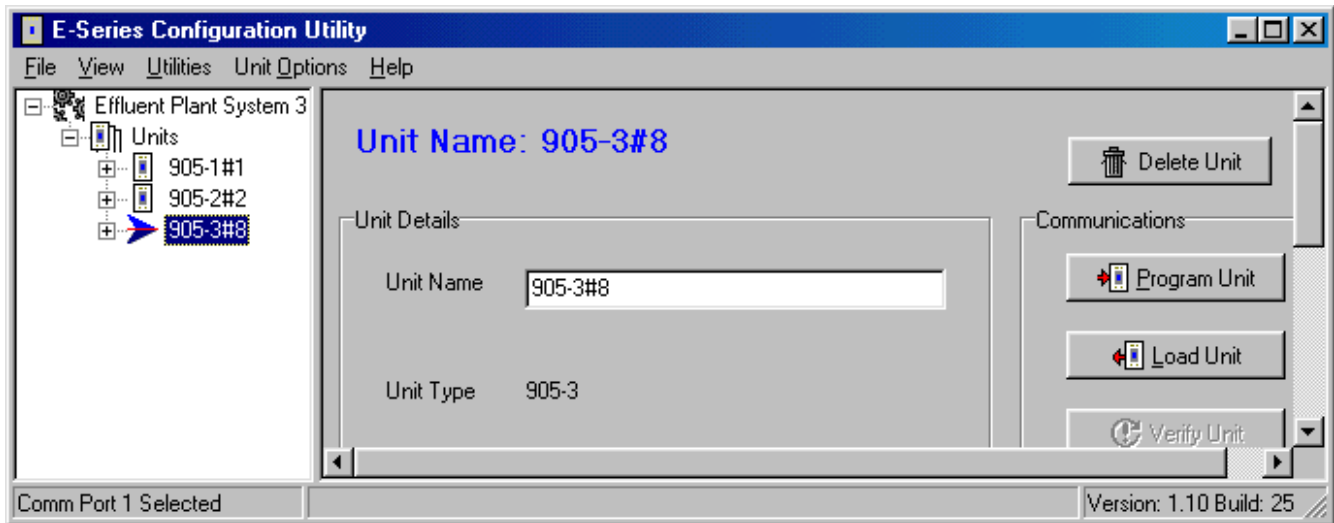 E-Series Configuration Utility
File View Utilities Unit Options Help
Effluent Plant System 3
Units
905-1#1
905-2#2
905-3#8
Unit Name: 905-3#8
Delete Unit
Unit Details
Unit Name
905-3#8
Unit Type
905-3
Communications
Program Unit
Load Unit
Verify Unit
Comm Port 1 Selected
Version: 1.10 Build: 25